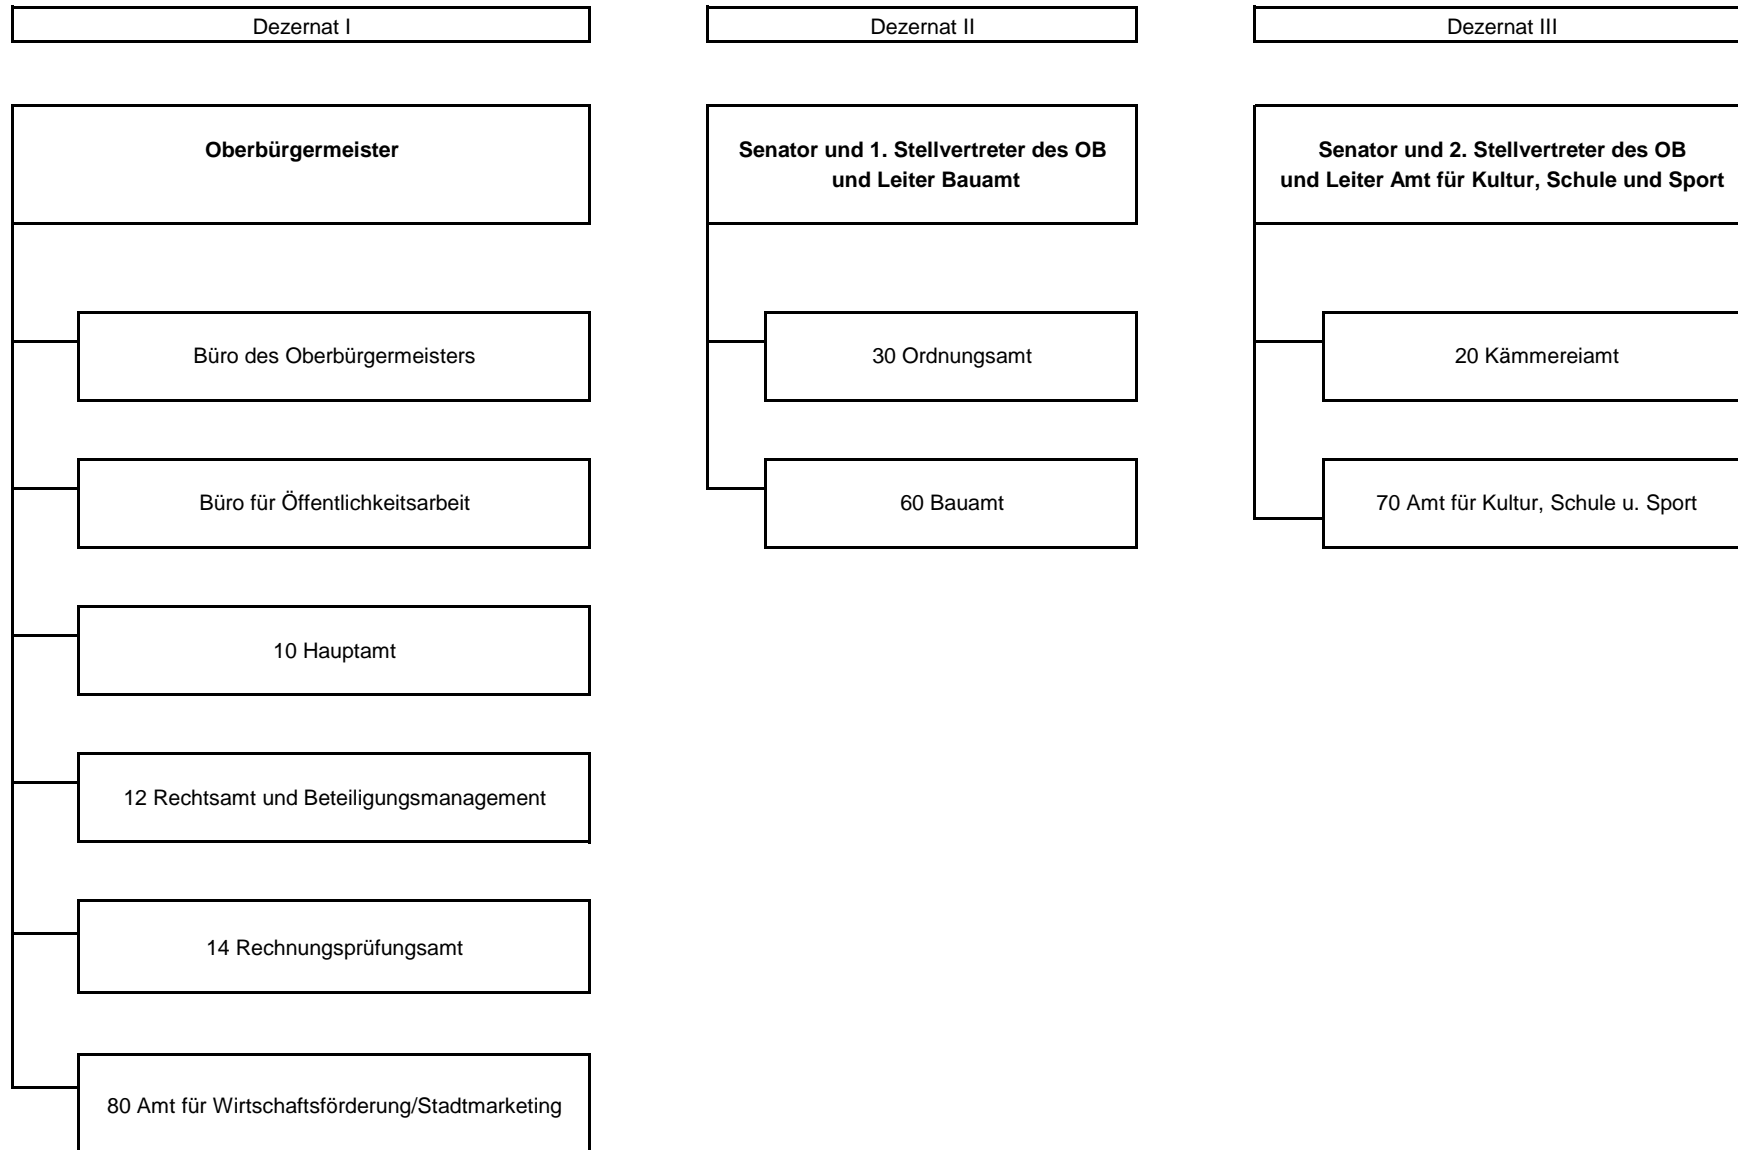 Dezernat I
Oberbürgermeister
Büro des Oberbürgermeisters
Büro für Öffentlichkeitsarbeit
10 Hauptamt
12 Rechtsamt und Beteiligungsmanagement
14 Rechnungsprüfungsamt
80 Amt für Wirtschaftsförderung/Stadtmarketing
Dezernat II
Senator und 1. Stellvertreter des OB
und Leiter Bauamt
30 Ordnungsamt
60 Bauamt
Dezernat III
Senator und 2. Stellvertreter des OB
und Leiter Amt für Kultur, Schule und Sport
20 Kämmereiamt
70 Amt für Kultur, Schule u. Sport